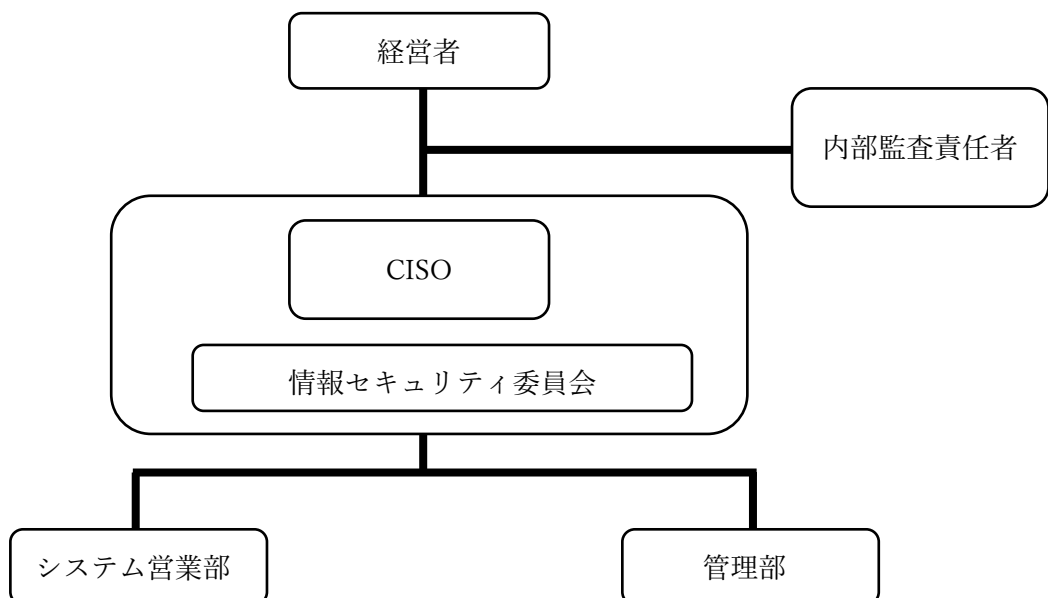 経営者
内部監査責任者
CISO
情報セキュリティ委員会
システム営業部
管理部